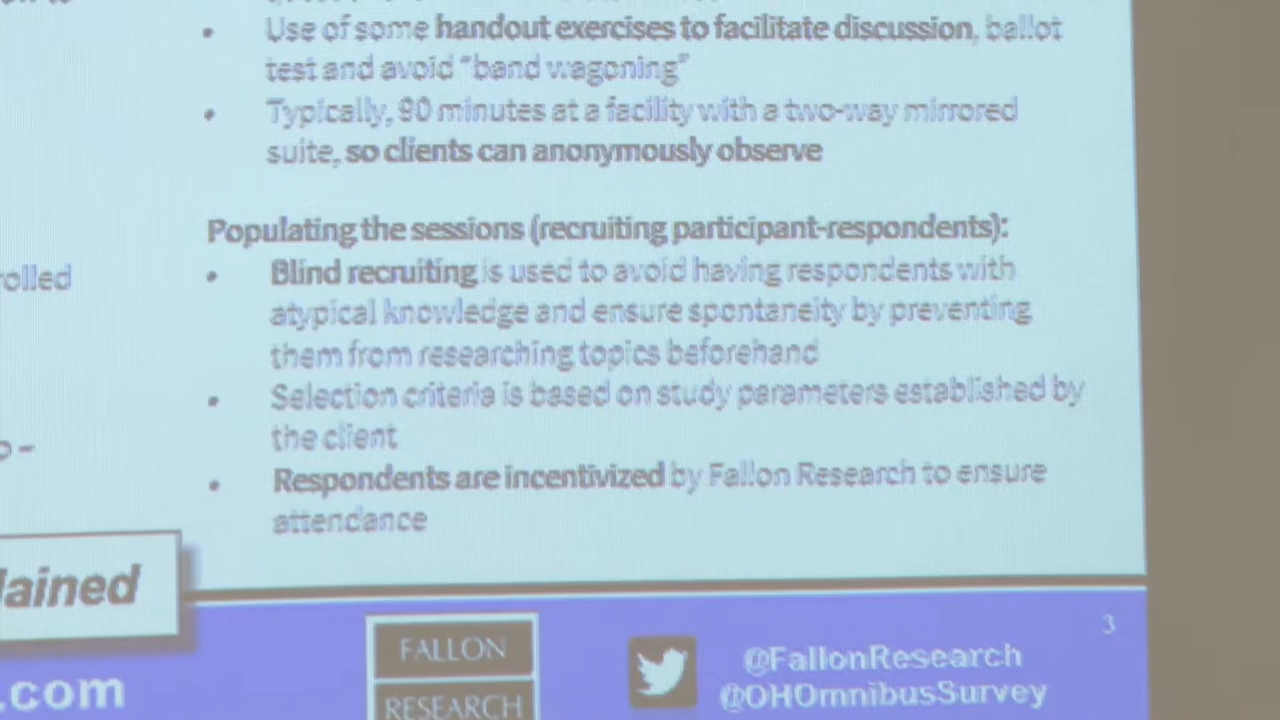 Use of some handout exercises to facilitate discussion, ballot
test and avoid "band wagoning"
Typically, 90 minutes at a facility with a two-way mirrored
suite, so clients can anonymously observe
Populating the sessions (recruiting participant-respondents):
Blind recruiting is used to avoid having respondents with
atypical knowledge and ensure spontaneity by preventing
them from researching topics beforehand
Selection criteria is based on study parameters established by
the client
Respondents are incentivized by Fallon Research to ensure
attendance
rolled
lained
.com
FALLON
RESEARCH
@FallonResearch
@OHOmnibusSurvey
3